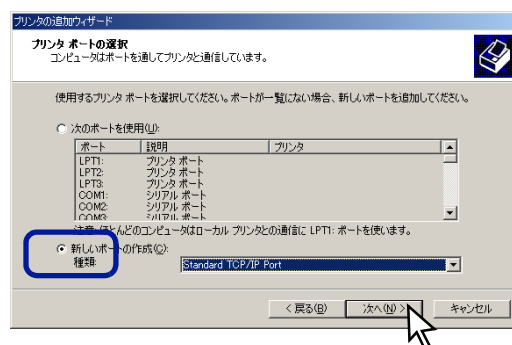 プリンタの追加ウィザード
プリンタ ポートの選択
コンピュータはポートを通してプリンタと通信しています。
使用するプリンタ ポートを選択してください。ポートが一覧にない場合、新しいポートを追加してください。
次のポートを使用(U):
ポート 説明 プリンタ
LPT1: プリンタ ポート
LPT2: プリンタ ポート
LPT3: プリンタ ポート
COM1: シリアル ポート
COM2: シリアル ポート
COM3: シリアル ポート
注意: ほとんどのコンピュータはローカル プリンタとの通信に LPT1: ポートを使います。
新しいポートの作成(C):
種類: Standard TCP/IP Port
< 戻る(B) 次へ(N) > キャンセル